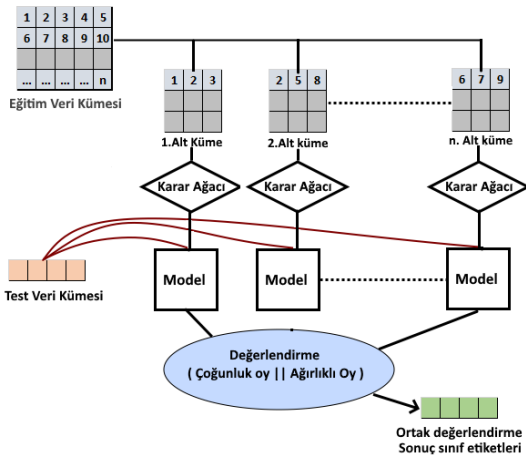 1 2 3 4 5
6 7 8 9 10
... ... ... ... n
Eğitim Veri Kümesi
1 2 3
2 5 8
6 7 9
1.Alt Küme
2.Alt küme
n. Alt küme
Karar Ağacı
Karar Ağacı
Karar Ağacı
Model
Model
Model
Test Veri Kümesi
Değerlendirme
( Çoğunluk oy || Ağırlıklı Oy )
Ortak değerlendirme
Sonuç sınıf etiketleri